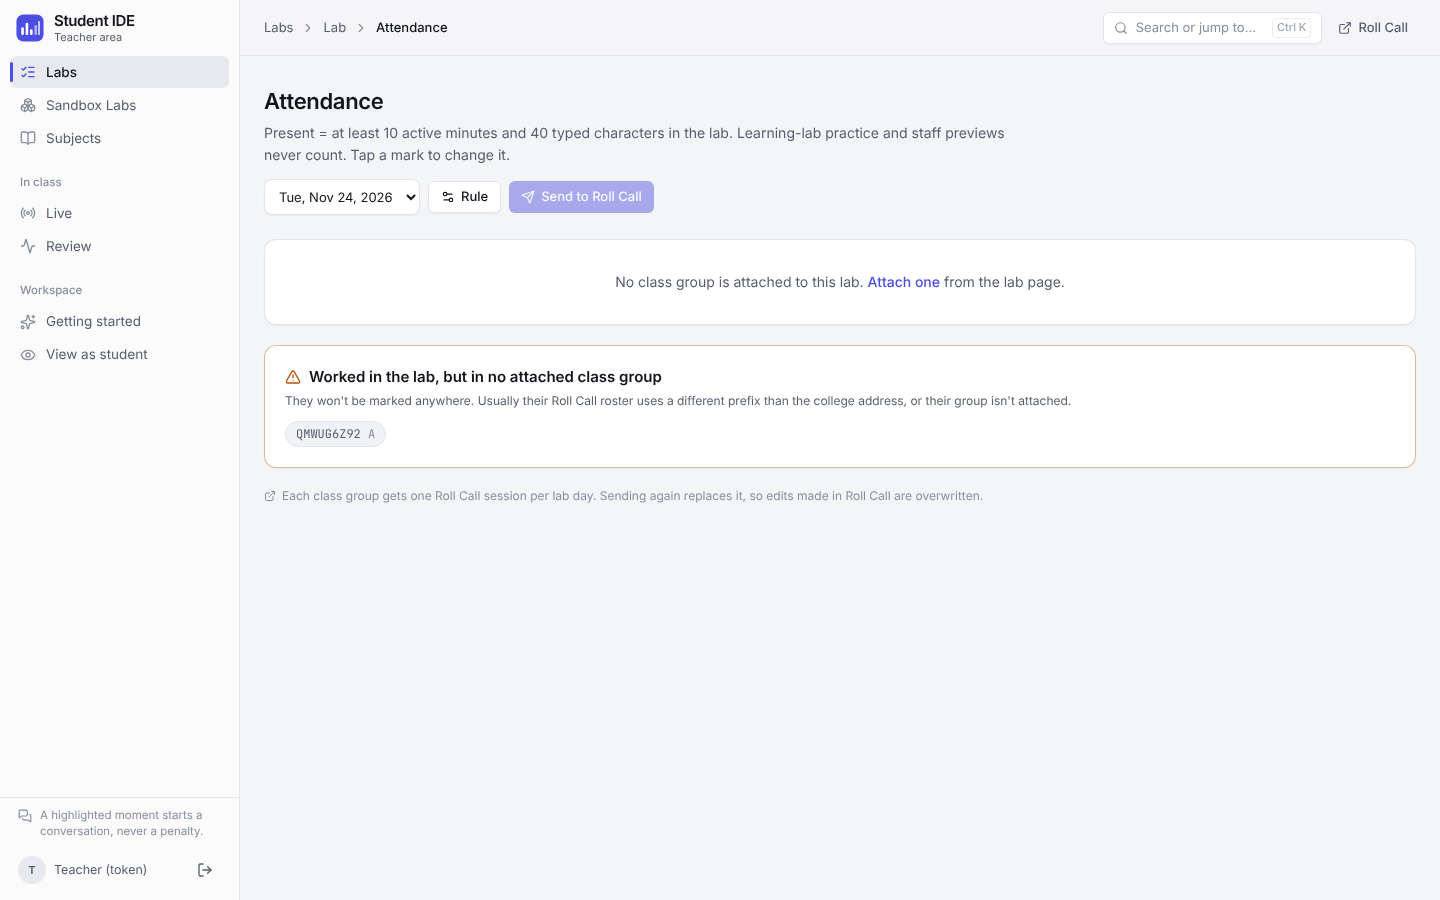 Student IDE
Teacher area
Labs
Sandbox Labs
Subjects
In class
Live
Review
Workspace
Getting started
View as student
A highlighted moment starts a
conversation, never a penalty.
T Teacher (token)
Labs > Lab > Attendance
Search or jump to... Ctrl K
Roll Call
Attendance
Present = at least 10 active minutes and 40 typed characters in the lab. Learning-lab practice and staff previews
never count. Tap a mark to change it.
Tue, Nov 24, 2026 Rule Send to Roll Call
No class group is attached to this lab. Attach one from the lab page.
Worked in the lab, but in no attached class group
They won't be marked anywhere. Usually their Roll Call roster uses a different prefix than the college address, or their group isn't attached.
QMWUG6Z92 A
Each class group gets one Roll Call session per lab day. Sending again replaces it, so edits made in Roll Call are overwritten.